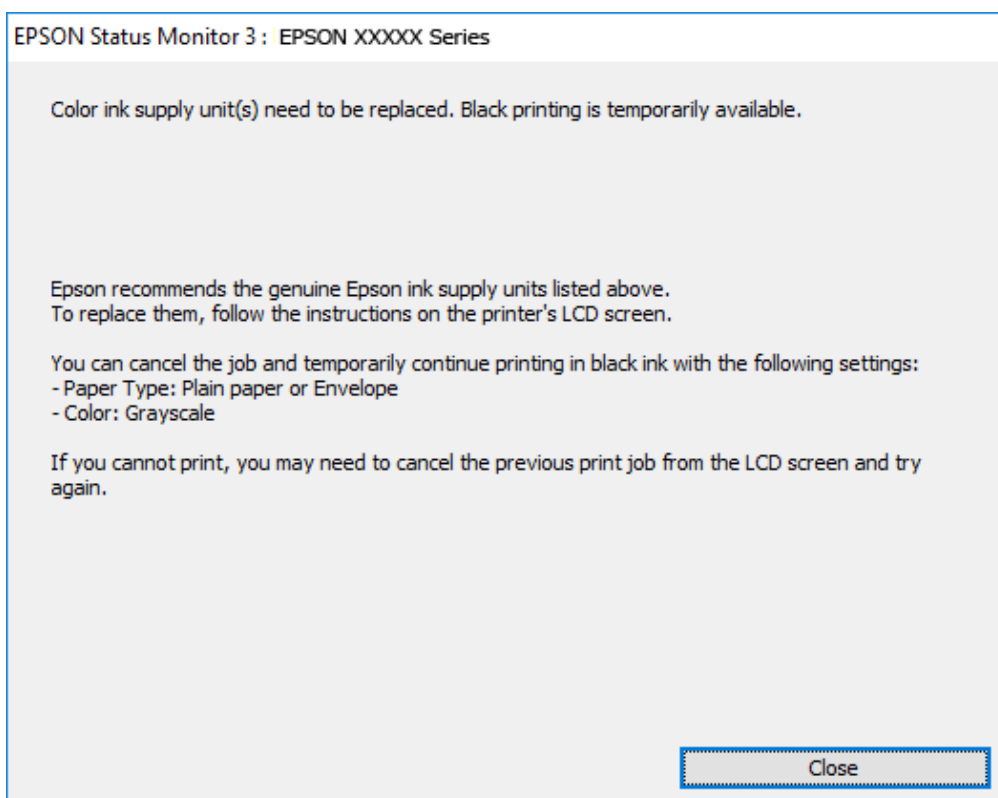 EPSON Status Monitor 3 : EPSON XXXXX Series
Color ink supply unit(s) need to be replaced. Black printing is temporarily available.
Epson recommends the genuine Epson ink supply units listed above.
To replace them, follow the instructions on the printer's LCD screen.
You can cancel the job and temporarily continue printing in black ink with the following settings:
- Paper Type: Plain paper or Envelope
- Color: Grayscale
If you cannot print, you may need to cancel the previous print job from the LCD screen and try
again.
Close